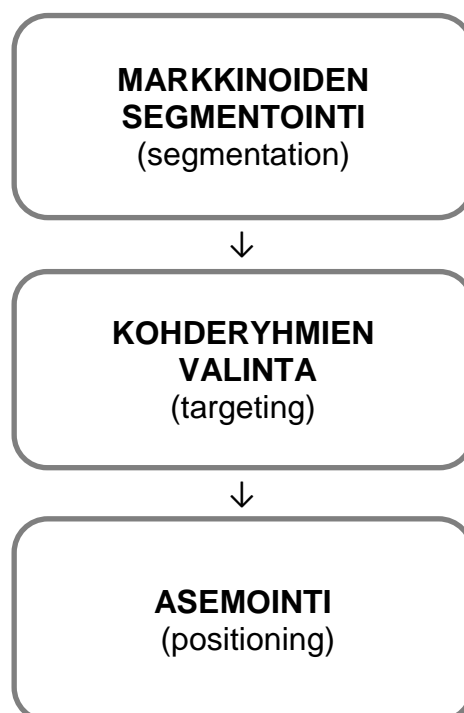 MARKKINOIDEN
SEGMENTOINTI
(segmentation)
↓
KOHDERYHMIEN
VALINTA
(targeting)
↓
ASEMOINTI
(positioning)